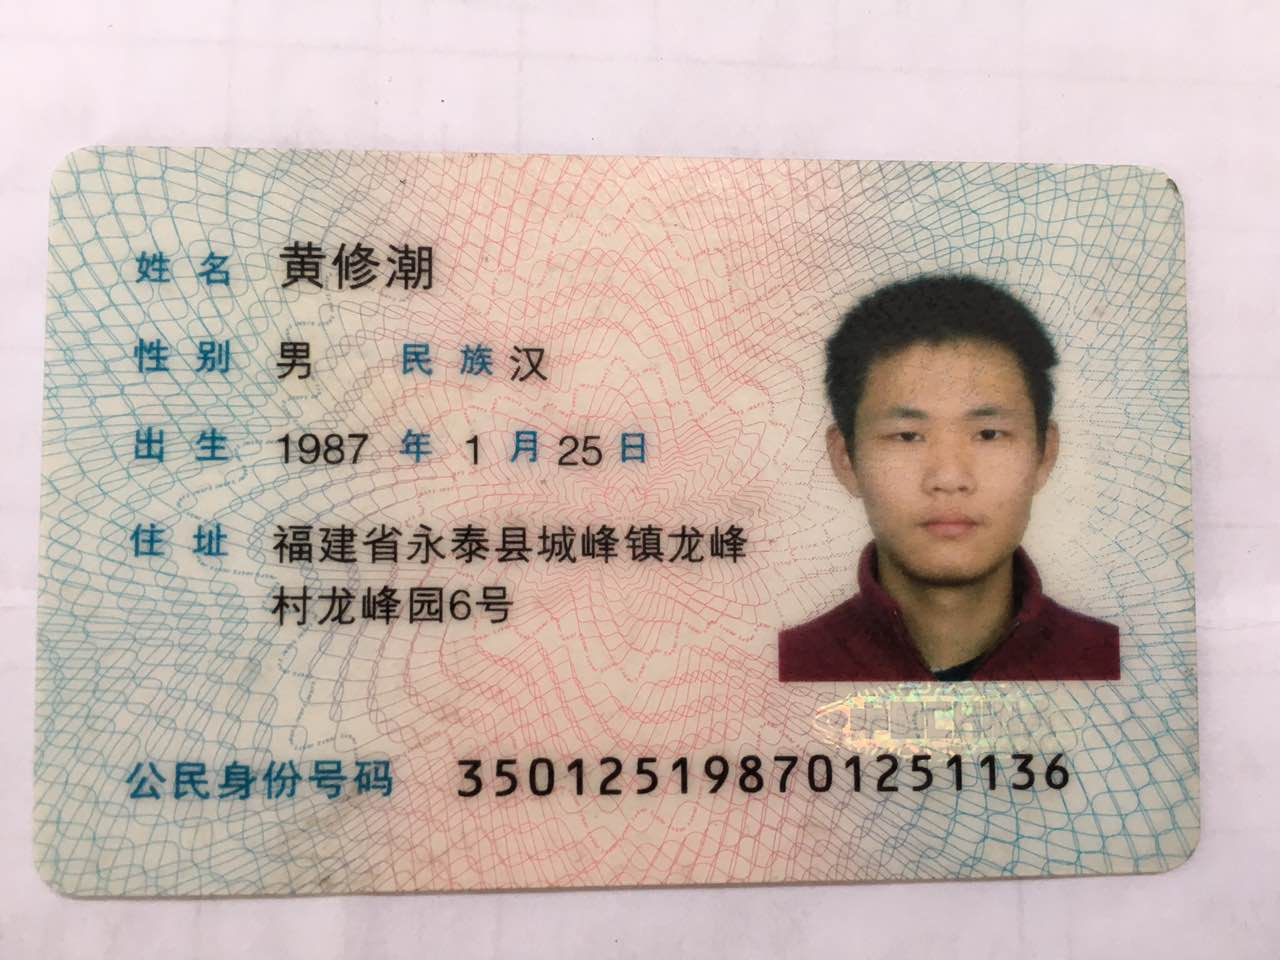 姓名 黄修潮
性别 男 民族 汉
出生 1987 年 1 月 25 日
住址 福建省永泰县城峰镇龙峰
村龙峰园6号
公民身份号码 350125198701251136